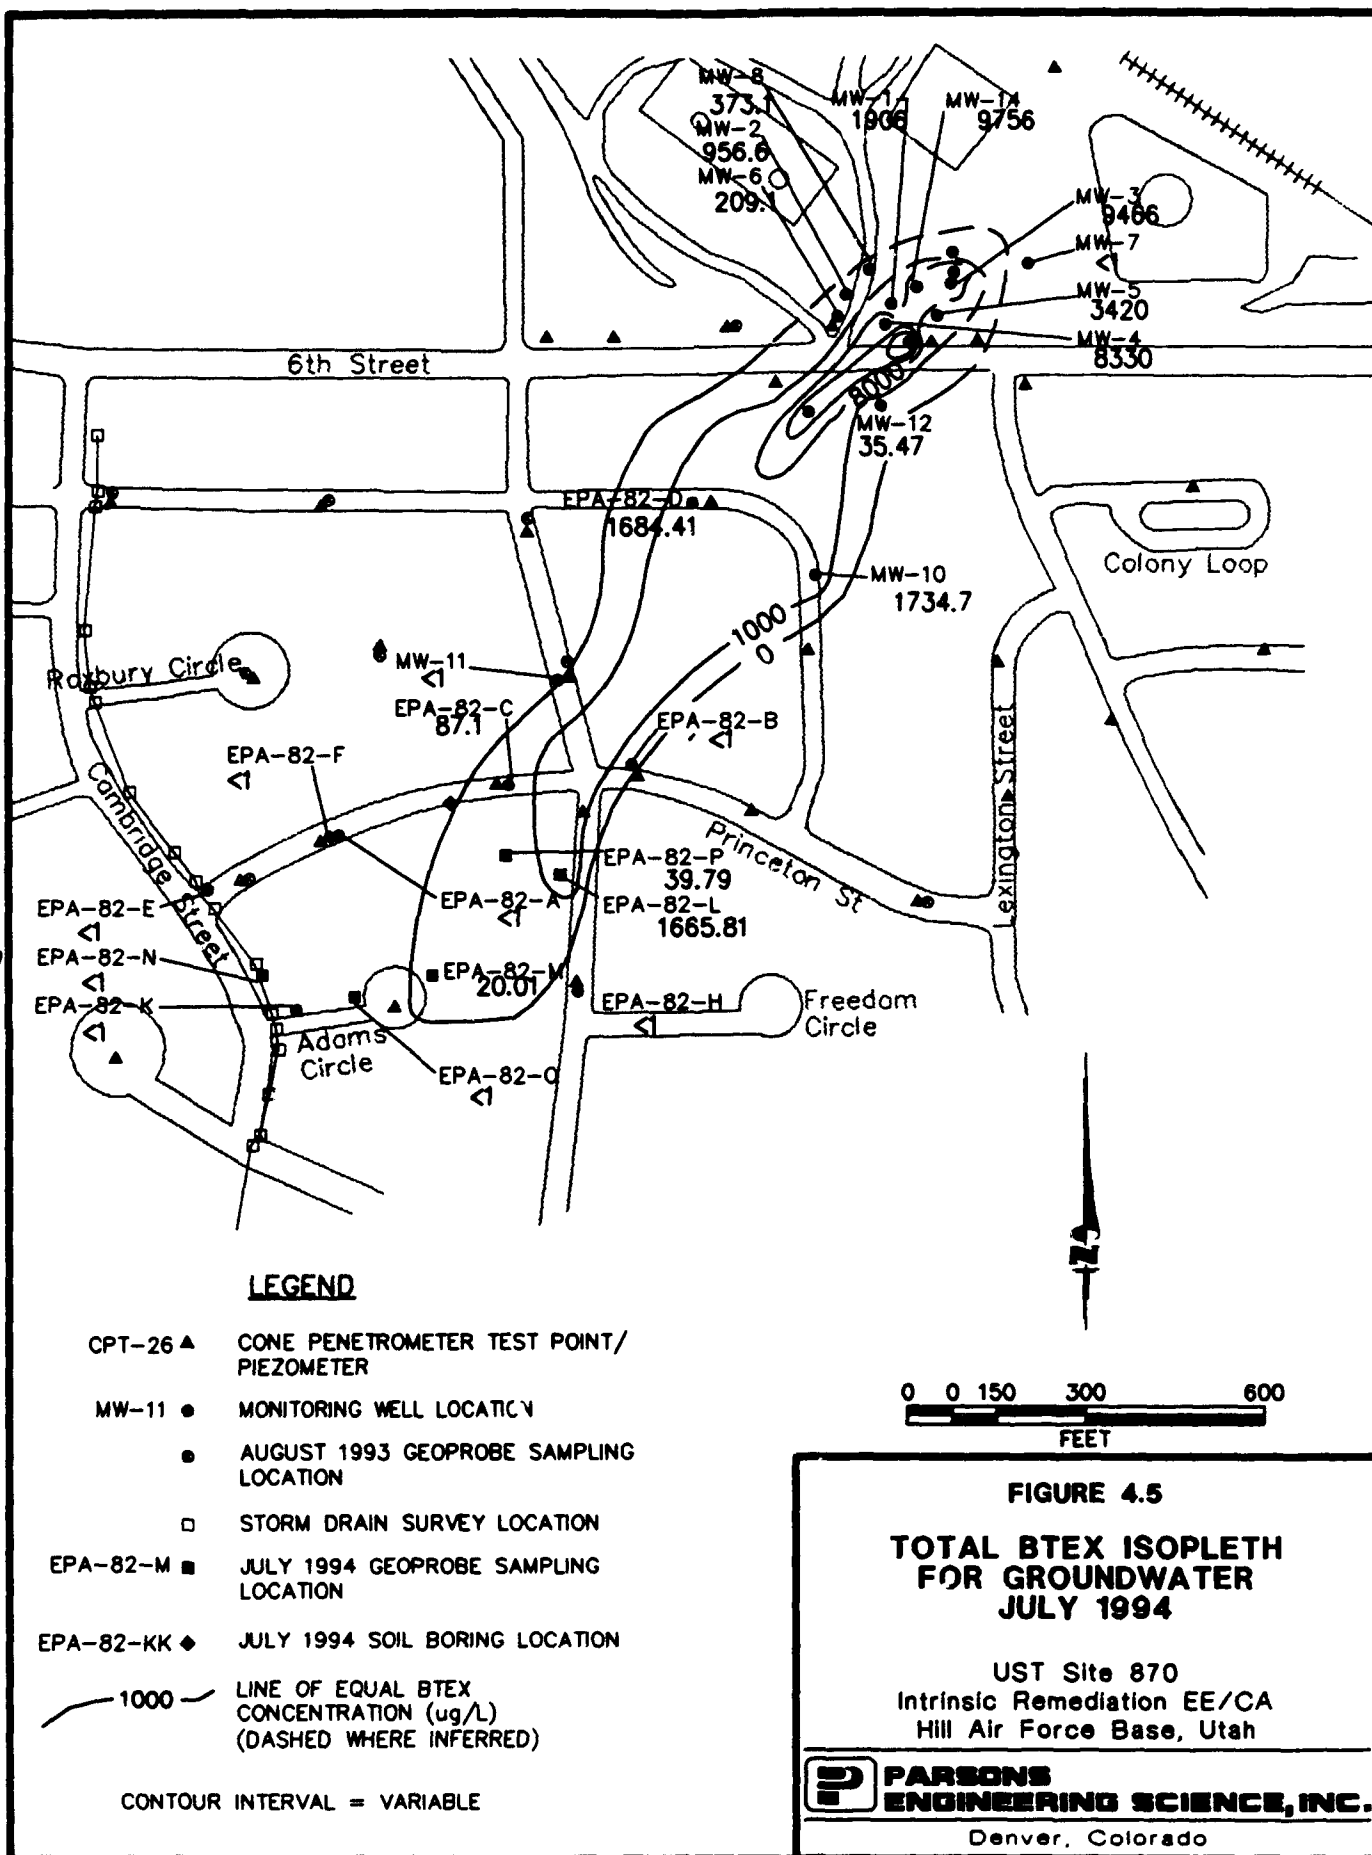 MW-8
373.1
MW-2
956.6
MW-6
209.1
MW-1
1906
MW-14
9756
MW-3
9466
MW-7
<1
MW-5
3420
MW-4
8330
6th Street
8000
MW-12
35.47
EPA-82-D
1684.41
Colony Loop
MW-10
1734.7
1000
0
Roxbury Circle
MW-11
<1
EPA-82-C
87.1
EPA-82-B
<1
EPA-82-F
<1
Cambridge Street
Lexington Street
Princeton St
EPA-82-P
39.79
EPA-82-A
<1
EPA-82-L
1665.81
EPA-82-E
<1
EPA-82-N
<1
EPA-82-K
<1
EPA-82-M
20.01
EPA-82-H
<1
Freedom
Circle
Adams
Circle
EPA-82-O
<1
N
LEGEND
CPT-26 CONE PENETROMETER TEST POINT/
PIEZOMETER
MW-11 MONITORING WELL LOCATION
AUGUST 1993 GEOPROBE SAMPLING
LOCATION
STORM DRAIN SURVEY LOCATION
EPA-82-M JULY 1994 GEOPROBE SAMPLING
LOCATION
EPA-82-KK JULY 1994 SOIL BORING LOCATION
1000 LINE OF EQUAL BTEX
CONCENTRATION (ug/L)
(DASHED WHERE INFERRED)
CONTOUR INTERVAL = VARIABLE
0 0 150 300 600
FEET
FIGURE 4.5
TOTAL BTEX ISOPLETH
FOR GROUNDWATER
JULY 1994
UST Site 870
Intrinsic Remediation EE/CA
Hill Air Force Base, Utah
PARSONS
ENGINEERING SCIENCE, INC.
Denver, Colorado